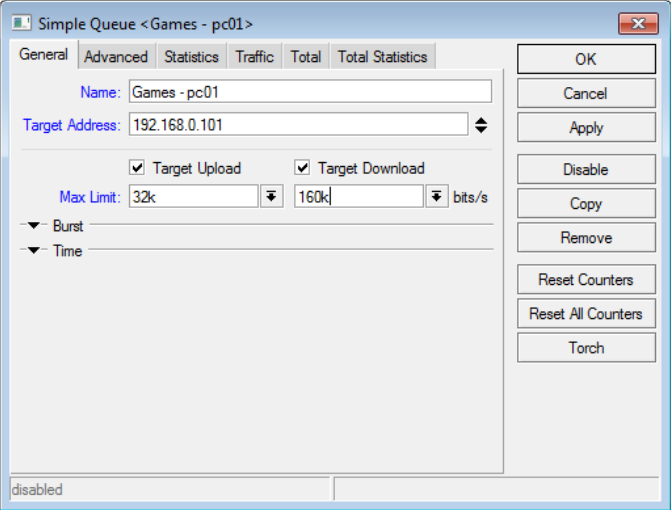 Simple Queue <Games - pc01>
General Advanced Statistics Traffic Total Total Statistics
Name: Games - pc01
Target Address: 192.168.0.101
Target Upload Target Download
Max Limit: 32k 160k bits/s
Burst
Time
OK
Cancel
Apply
Disable
Copy
Remove
Reset Counters
Reset All Counters
Torch
disabled